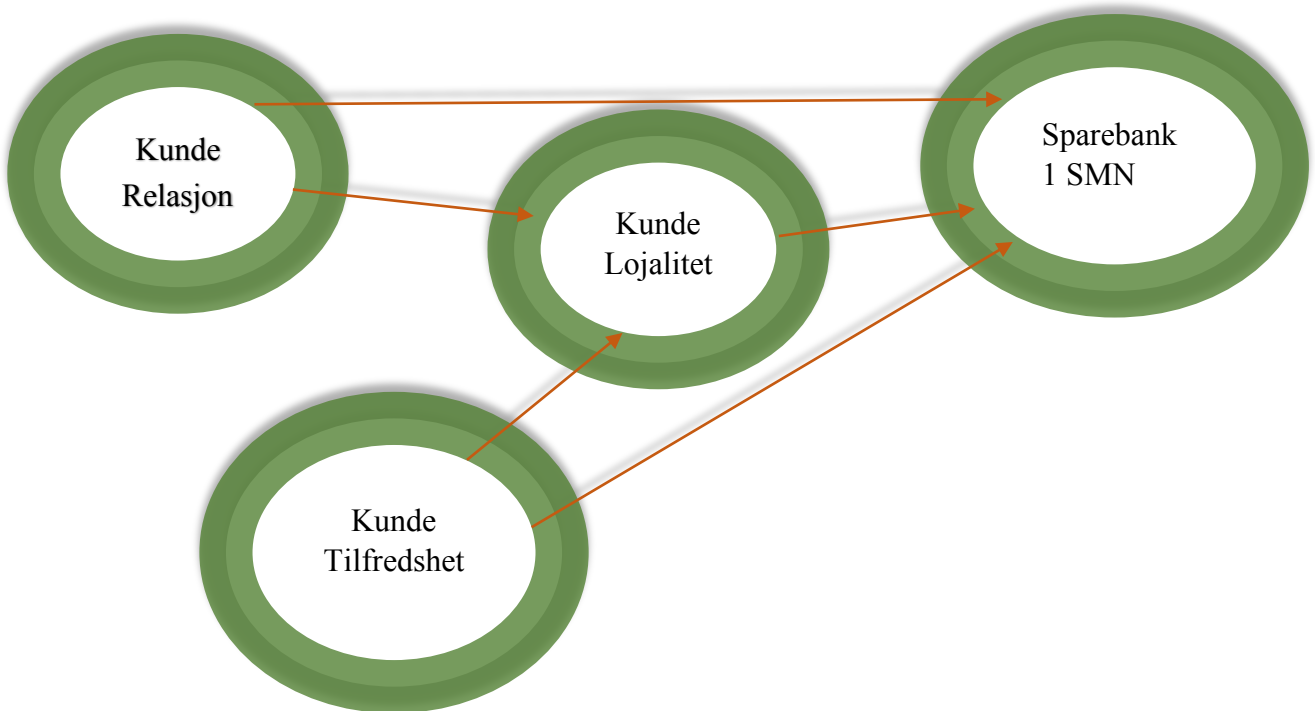 Kunde
Relasjon
Kunde
Lojalitet
Sparebank
1 SMN
Kunde
Tilfredshet